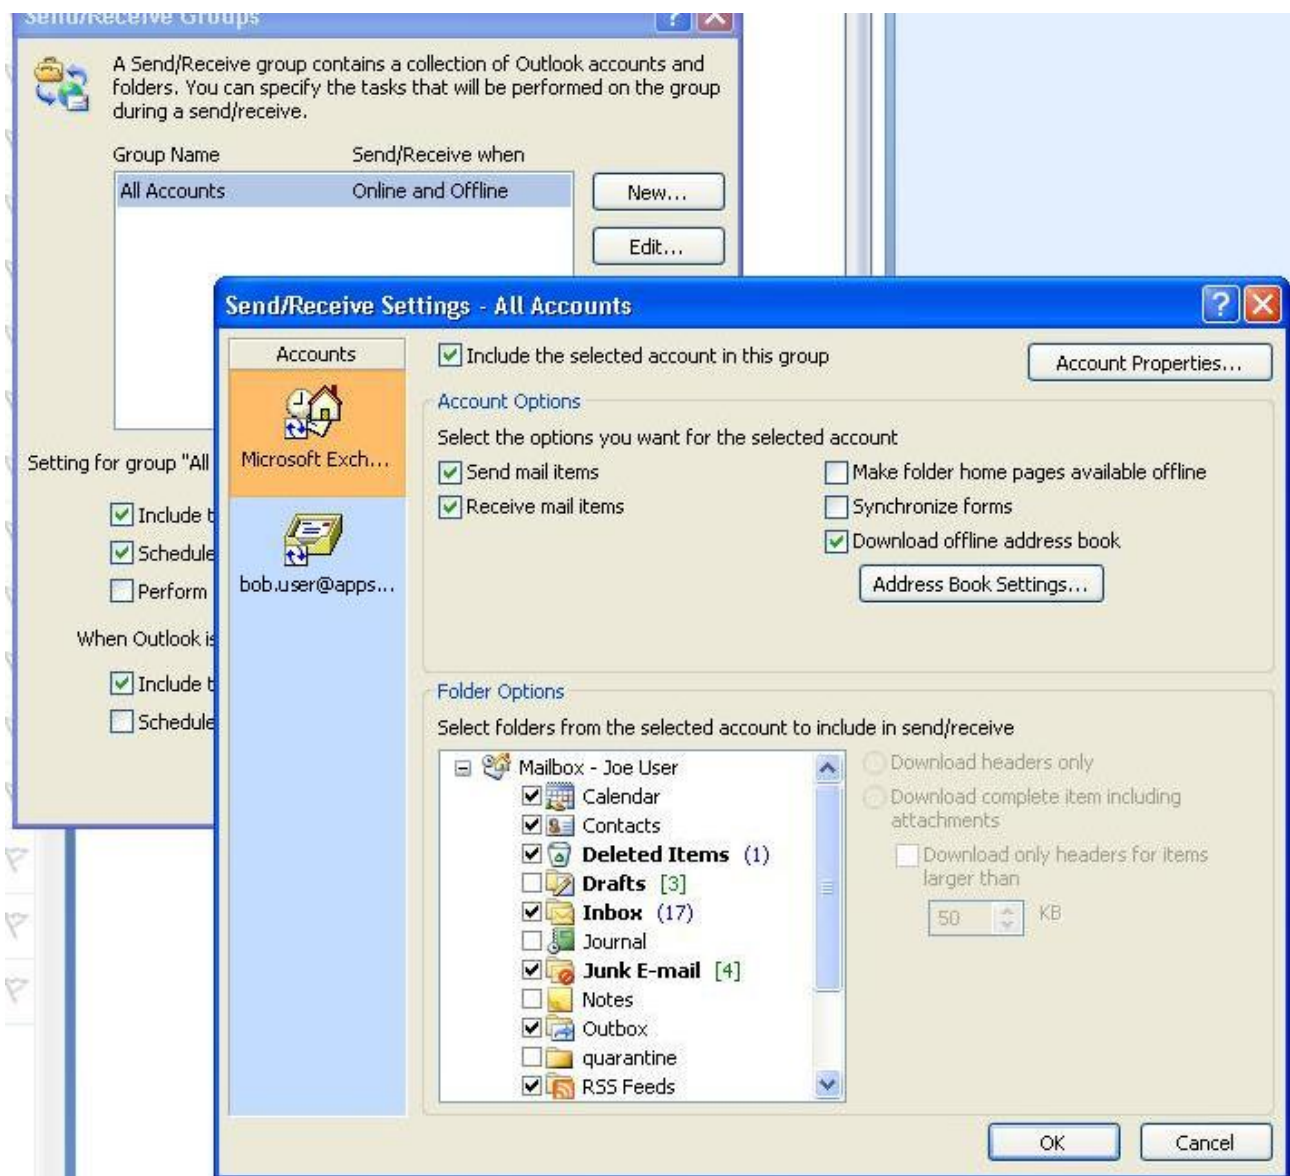 Send/Receive Groups
A Send/Receive group contains a collection of Outlook accounts and
folders. You can specify the tasks that will be performed on the group
during a send/receive.
Group Name Send/Receive when
All Accounts Online and Offline
New...
Edit...
Setting for group "All
Include t
Schedule
Perform
When Outlook is
Include t
Schedule
Send/Receive Settings - All Accounts
Accounts
Microsoft Exch...
bob.user@apps...
Include the selected account in this group
Account Properties...
Account Options
Select the options you want for the selected account
Send mail items
Receive mail items
Make folder home pages available offline
Synchronize forms
Download offline address book
Address Book Settings...
Folder Options
Select folders from the selected account to include in send/receive
Mailbox - Joe User
Calendar
Contacts
Deleted Items (1)
Drafts [3]
Inbox (17)
Journal
Junk E-mail [4]
Notes
Outbox
quarantine
RSS Feeds
Download headers only
Download complete item including
attachments
Download only headers for items
larger than
50 KB
OK
Cancel